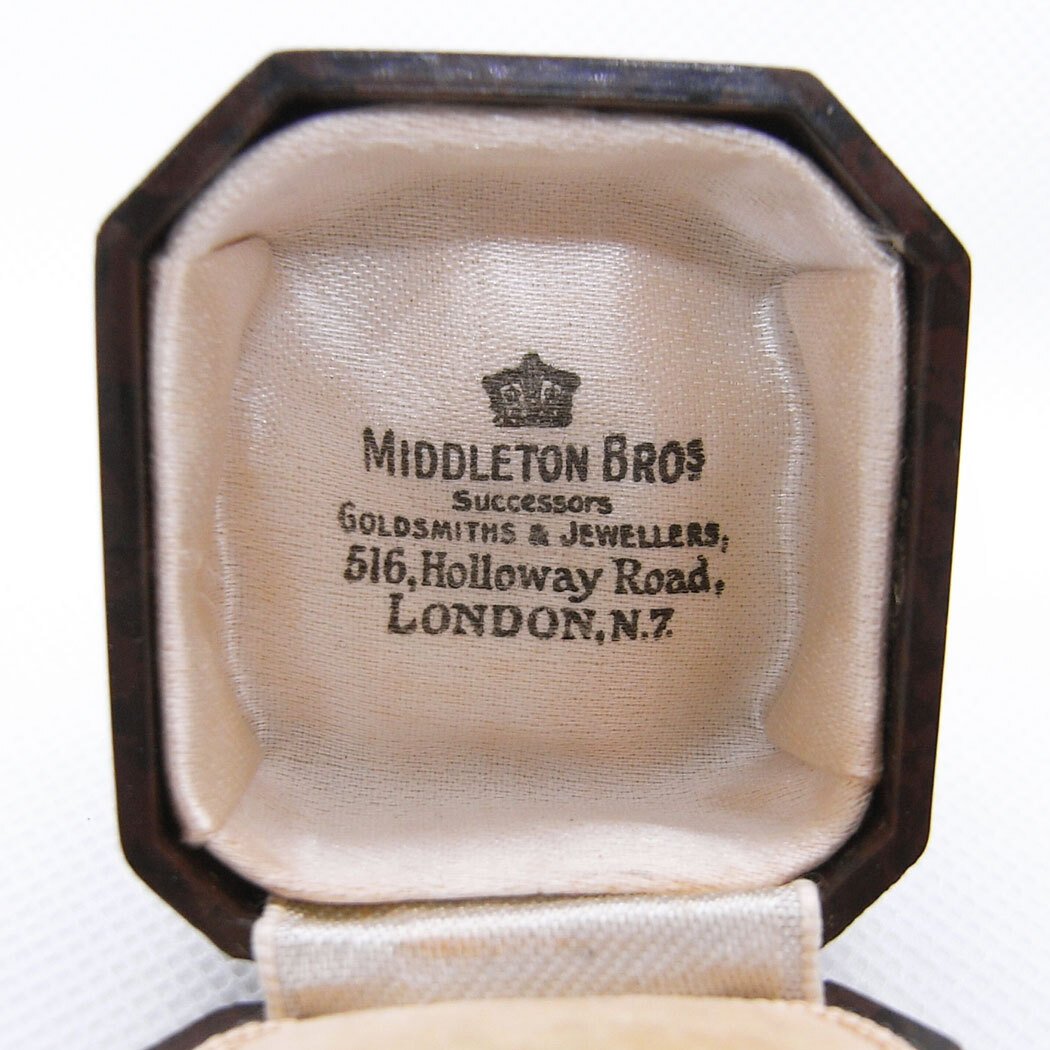 MIDDLETON BROS
Successors
GOLDSMITHS & JEWELLERS,
516, Holloway Road,
LONDON, N.7.